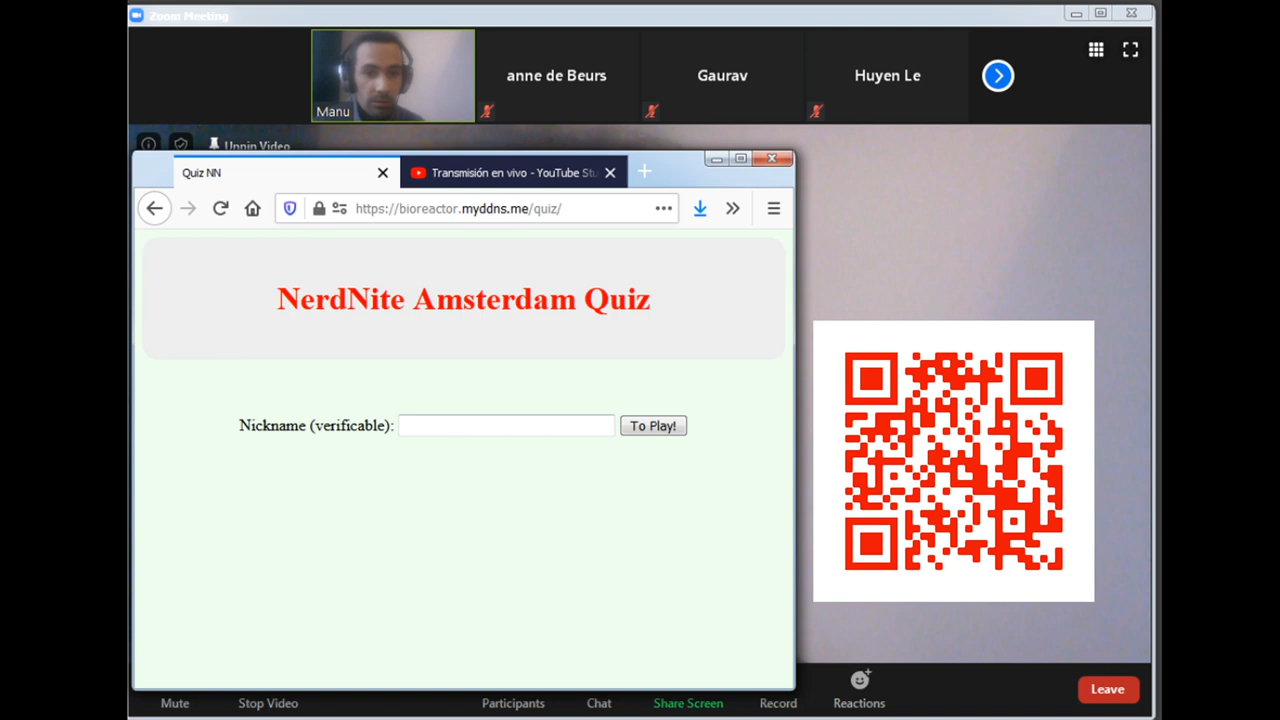 Zoom Meeting
Manu
anne de Beurs
Gaurav
Huyen Le
Unpin Video
Quiz NN
Transmisión en vivo - YouTube Stu
https://bioreactor.myddns.me/quiz/
NerdNite Amsterdam Quiz
Nickname (verificable):
To Play!
Mute
Stop Video
Participants
Chat
Share Screen
Record
Reactions
Leave